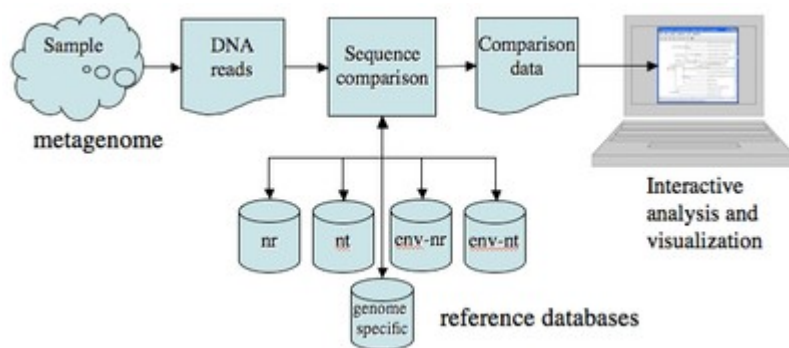 Sample
metagenome
DNA
reads
Sequence
comparison
Comparison
data
Interactive
analysis and
visualization
nr
nt
env-nr
env-nt
genome
specific
reference databases